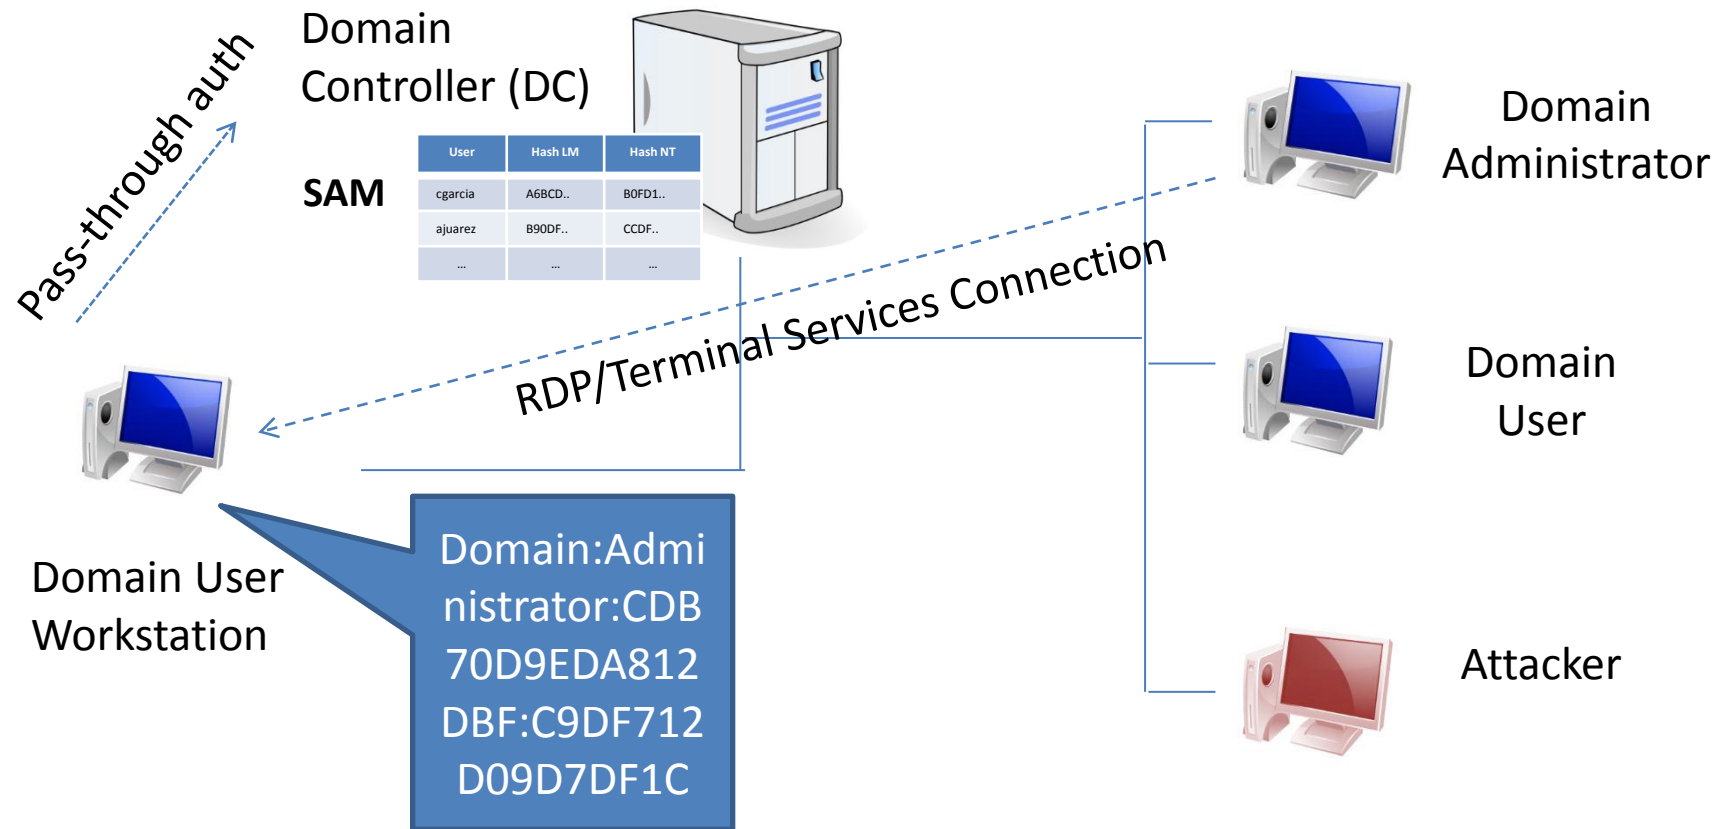 Pass-through auth
Domain
Controller (DC)
SAM
User Hash LM Hash NT
cgarcia A6BCD.. B0FD1..
ajuarez B90DF.. CCDF..
... ... ...
Domain
Administrator
RDP/Terminal Services Connection
Domain
User
Domain User
Workstation
Domain:Admi
nistrator:CDB
70D9EDA812
DBF:C9DF712
D09D7DF1C
Attacker